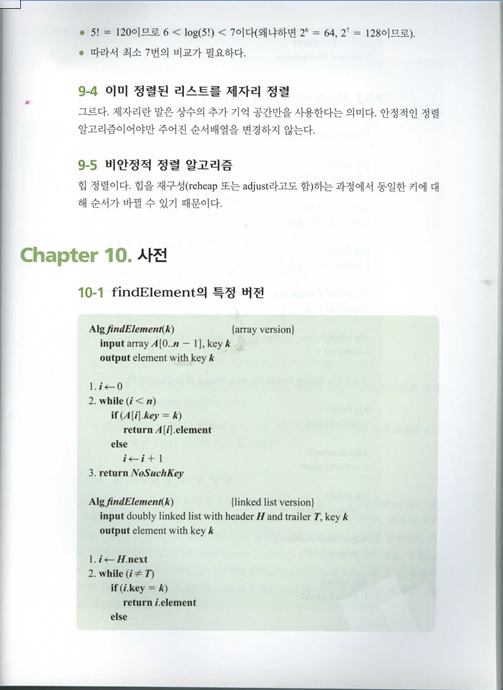 • 5! = 120이므로 6 < log(5!) < 7이다(왜냐하면 2⁶ = 64, 2⁷ = 128이므로).
• 따라서 최소 7번의 비교가 필요하다.
9-4 이미 정렬된 리스트를 제자리 정렬
그르다. 제자리란 말은 상수의 추가 기억 공간만을 사용한다는 의미다. 안정적인 정렬
알고리즘이어야만 주어진 순서배열을 변경하지 않는다.
9-5 비안정적 정렬 알고리즘
힙 정렬이다. 힙을 재구성(reheap 또는 adjust라고도 함)하는 과정에서 동일한 키에 대
해 순서가 바뀔 수 있기 때문이다.
Chapter 10. 사전
10-1 findElement의 특정 버전
Alg findElement(k) {array version}
input array A[0..n − 1], key k
output element with key k
1. i ← 0
2. while (i < n)
if (A[i].key = k)
return A[i].element
else
i ← i + 1
3. return NoSuchKey
Alg findElement(k) {linked list version}
input doubly linked list with header H and trailer T, key k
output element with key k
1. i ← H.next
2. while (i ≠ T)
if (i.key = k)
return i.element
else